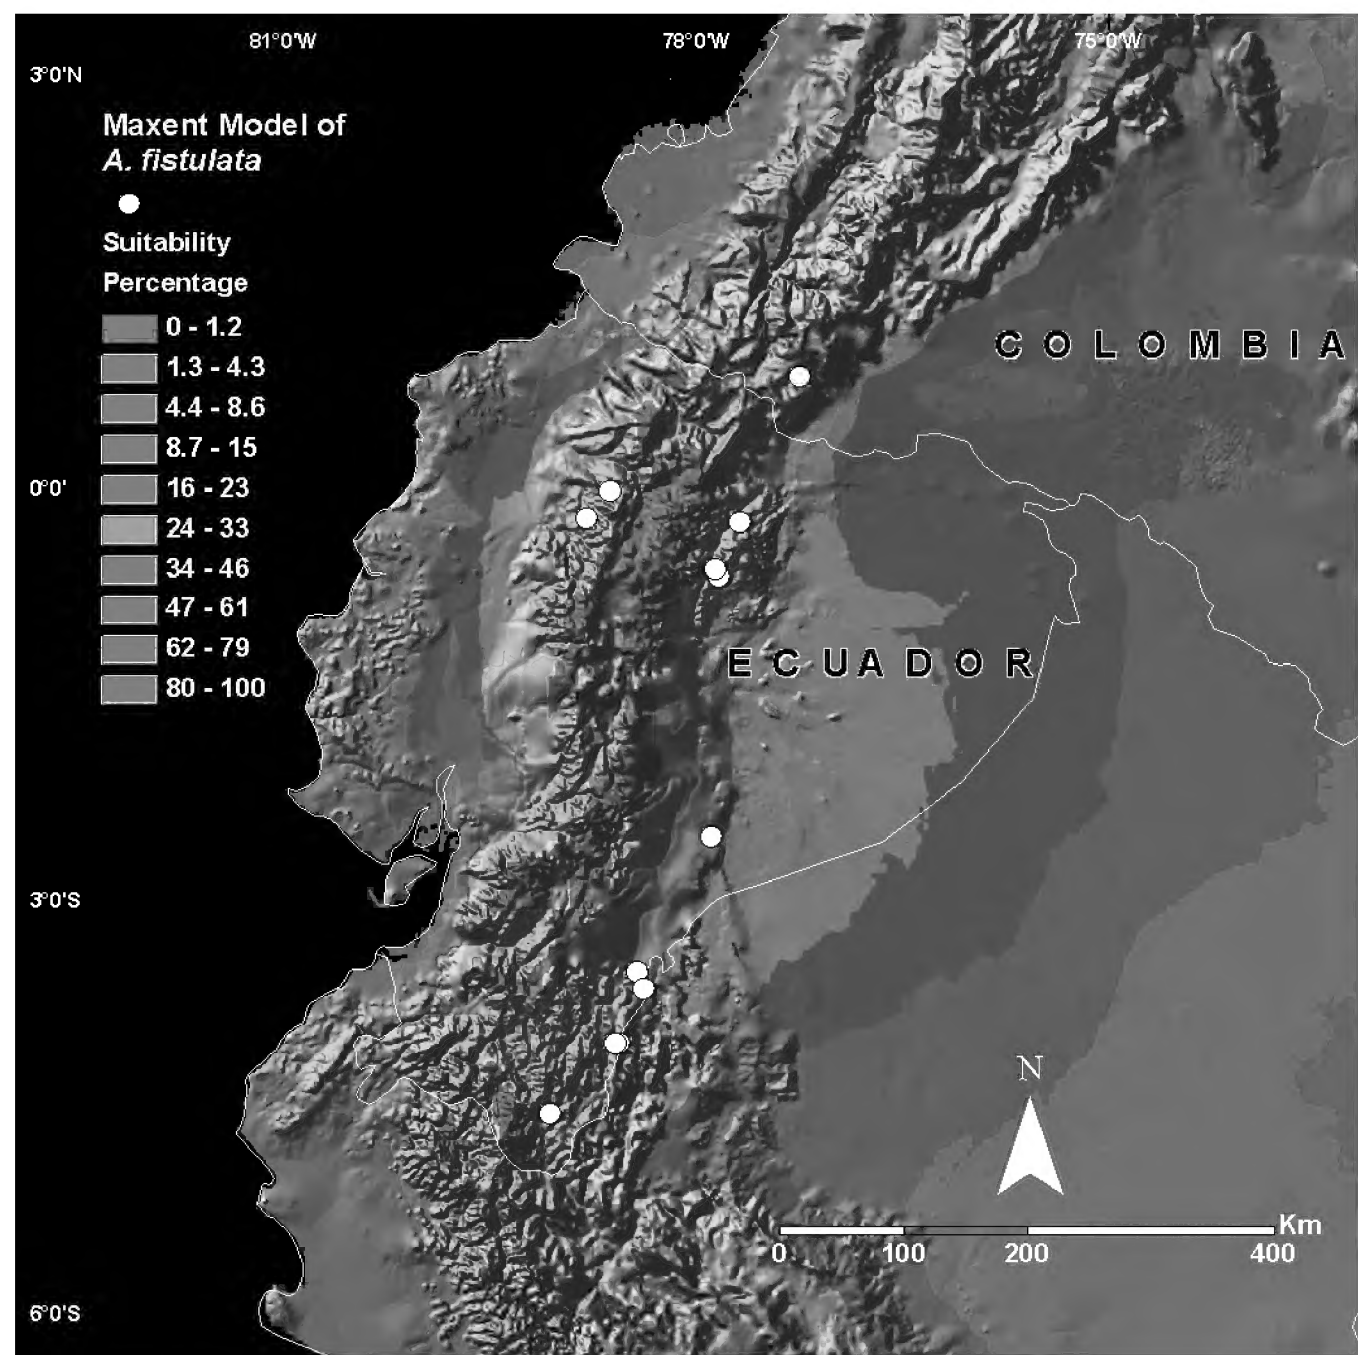 81°0'W 78°0'W 75°0'W
3°0'N
Maxent Model of
A. fistulata
Suitability
Percentage
0 - 1.2
1.3 - 4.3
4.4 - 8.6
8.7 - 15
16 - 23
24 - 33
34 - 46
47 - 61
62 - 79
80 - 100
COLOMBIA
0°0'
ECUADOR
3°0'S
N
Km
0 100 200 400
6°0'S